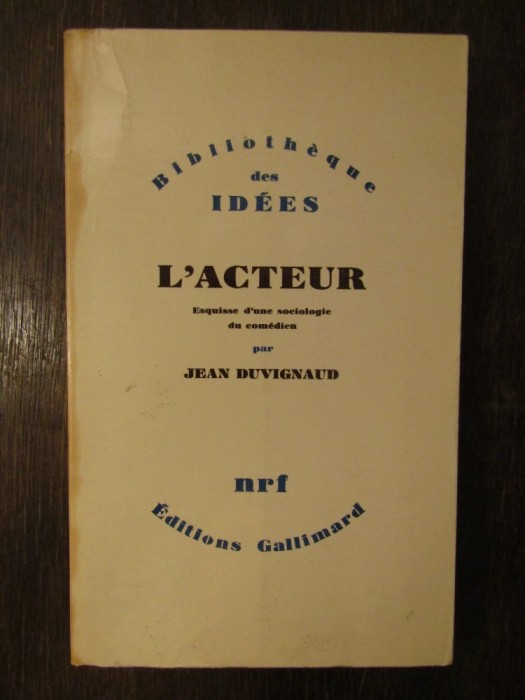 Bibliothèque
des
IDÉES
L'ACTEUR
Esquisse d'une sociologie
du comédien
par
JEAN DUVIGNAUD
nrf
Éditions Gallimard